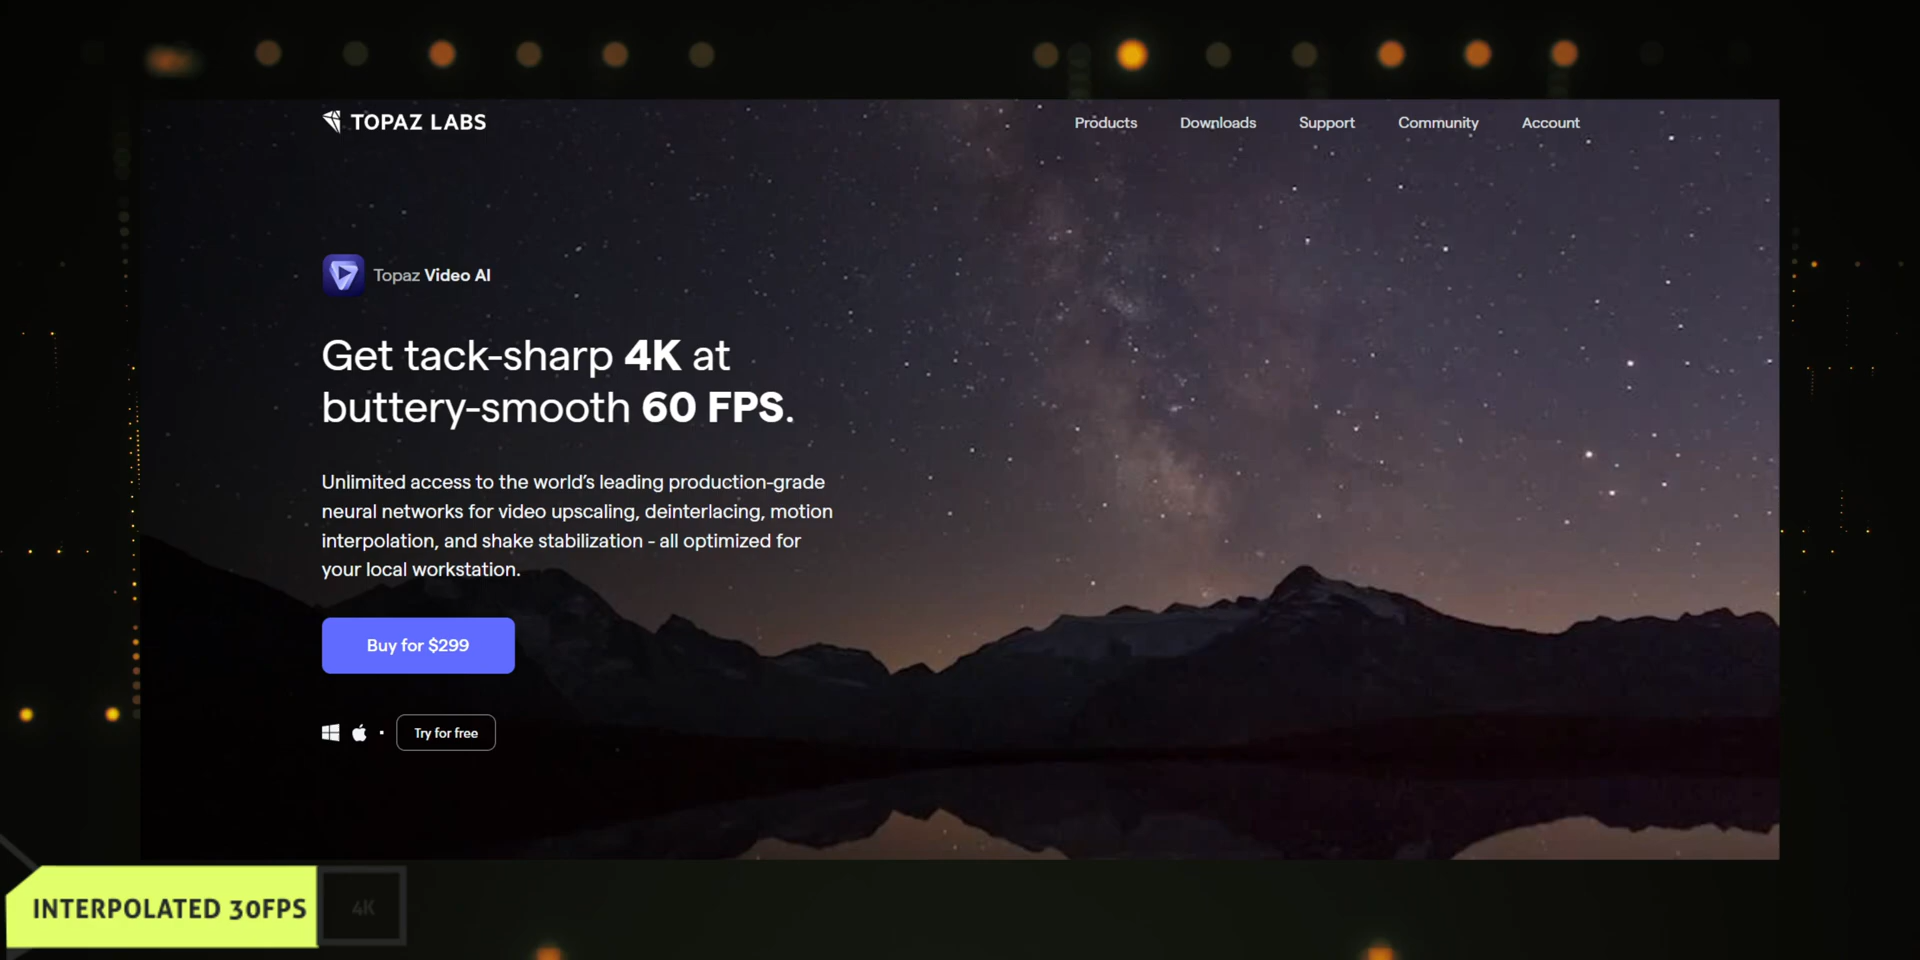 TOPAZ LABS
Products Downloads Support Community Account
Topaz Video AI
Get tack-sharp 4K at
buttery-smooth 60 FPS.
Unlimited access to the world’s leading production-grade
neural networks for video upscaling, deinterlacing, motion
interpolation, and shake stabilization - all optimized for
your local workstation.
Buy for $299
Try for free
INTERPOLATED 30FPS 4K